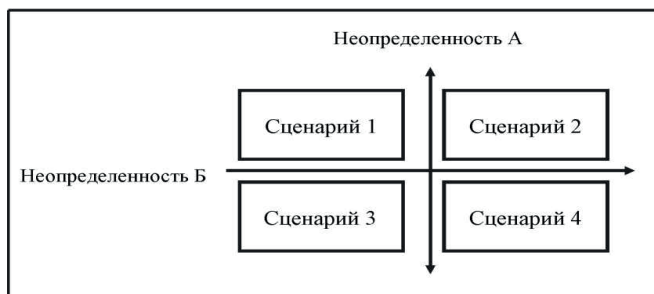 Неопределенность А
Сценарий 1
Сценарий 2
Неопределенность Б
Сценарий 3
Сценарий 4